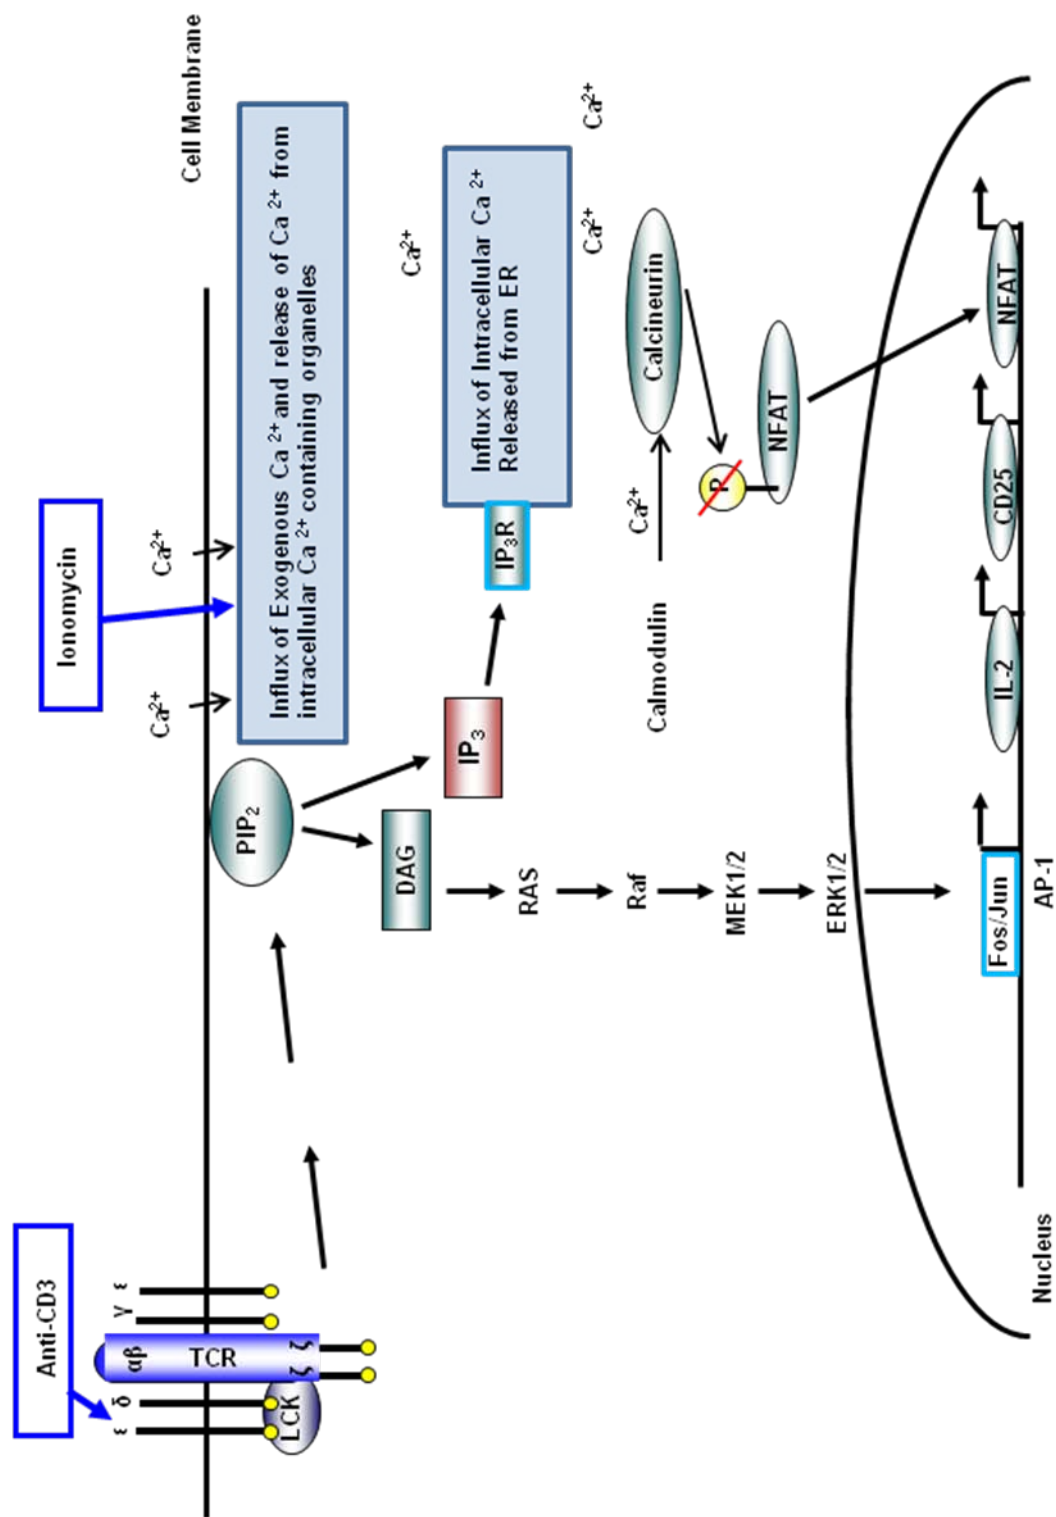 Anti-CD3
Ionomycin
Cell Membrane
Ca2+
Ca2+
ε
δ
αβ
γ
ε
TCR
LCK
ζ
ζ
PIP2
Influx of Exogenous Ca 2+ and release of Ca 2+ from
intracellular Ca 2+ containing organelles
DAG
IP3
IP3R
Influx of Intracellular Ca 2+
Released from ER
Ca2+
Ca2+
Ca2+
RAS
Raf
MEK1/2
ERK1/2
Calmodulin
Ca2+
Calcineurin
P
NFAT
Fos/Jun
IL-2
CD25
NFAT
AP-1
Nucleus